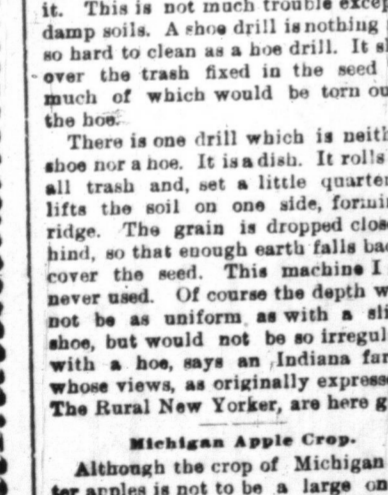 it. This is not much trouble excep
damp soils. A shoe drill is nothing
so hard to clean as a hoe drill. It sl
over the trash fixed in the seed
much of which would be torn ou
the hoe.
There is one drill which is neith
shoe nor a hoe. It is a dish. It rolls
all trash and, set a little quarter
lifts the soil on one side, formin
ridge. The grain is dropped close
hind, so that enough earth falls bac
cover the seed. This machine I
never used. Of course the depth w
not be as uniform as with a sli
shoe, but would not be so irregul
with a hoe, says an Indiana far
whose views, as originally expresse
The Rural New Yorker, are here g
Michigan Apple Crop.
Although the crop of Michigan
ter apples is not to be a large on